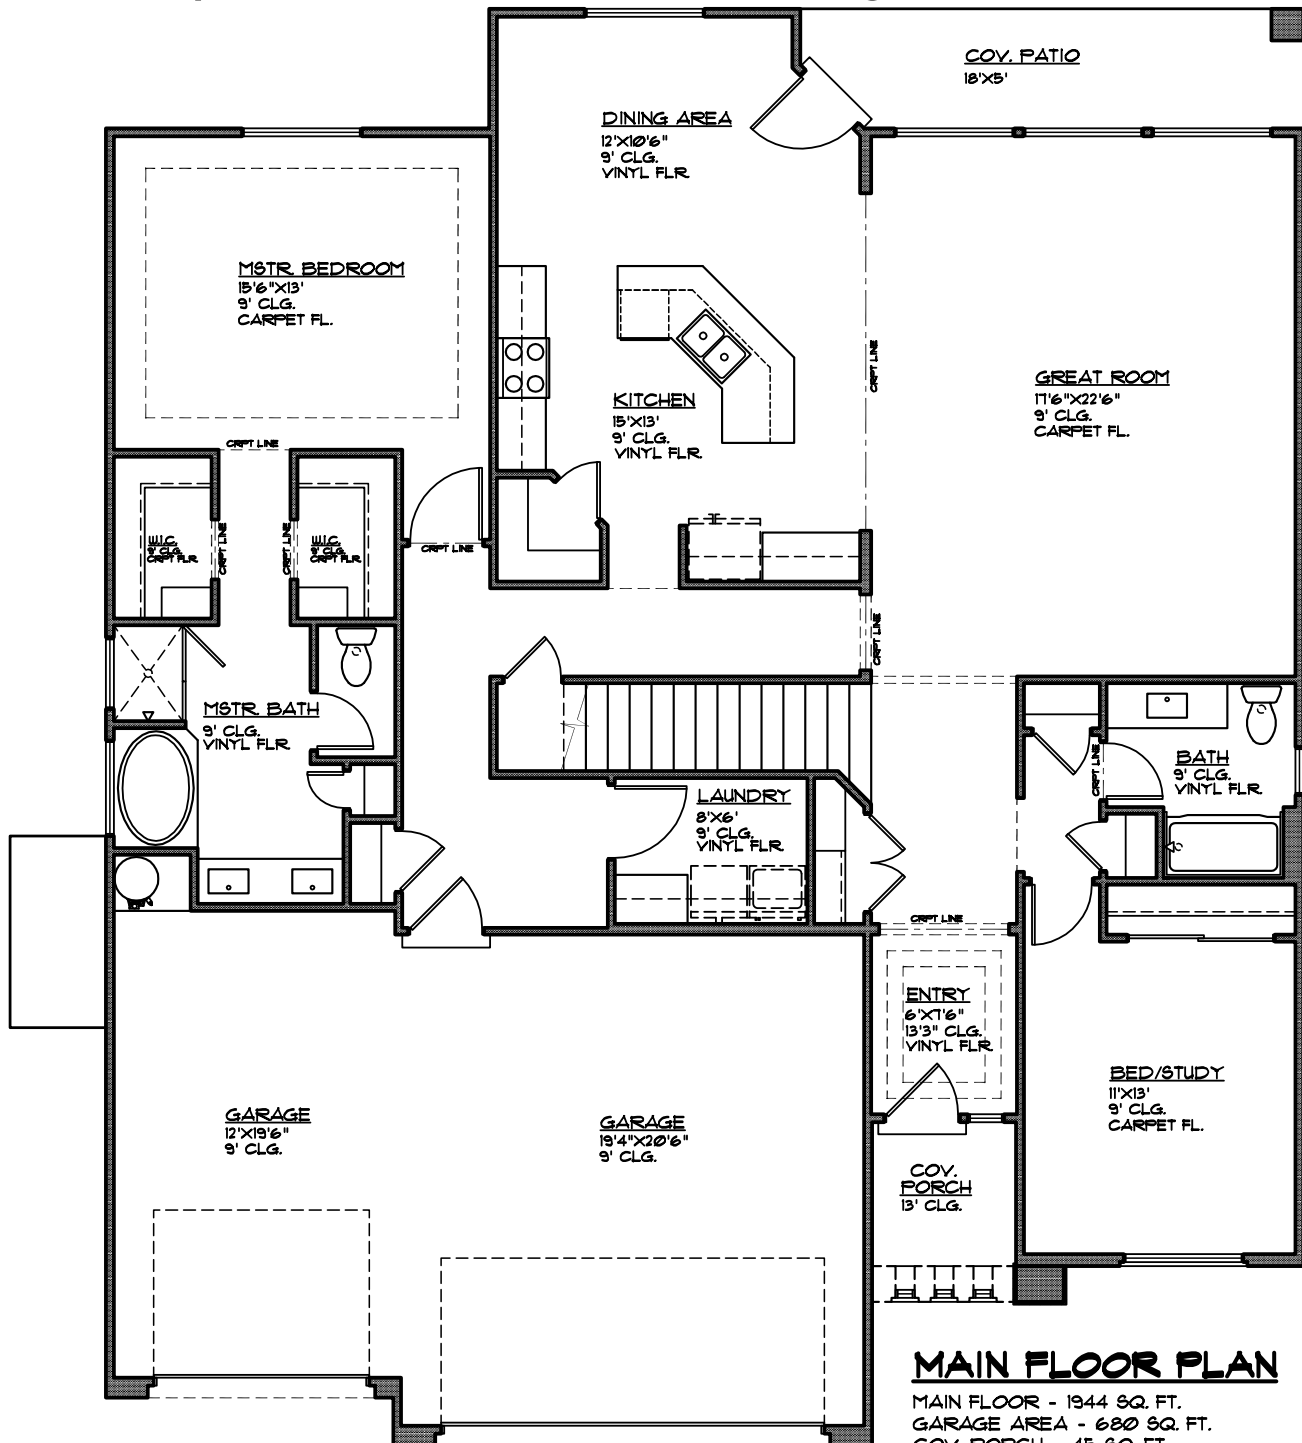 COV. PATIO
18'X5'
DINING AREA
12'X10'6"
9' CLG.
VINYL FLR.
MSTR. BEDROOM
15'6"X13'
9' CLG.
CARPET FL.
CRPT LINE
GREAT ROOM
17'6"X22'6"
9' CLG.
CARPET FL.
KITCHEN
15'X13'
9' CLG.
VINYL FLR.
CRPT LINE
W.I.C.
9' CLG.
CRPT FLR.
CRPT LINE
CRPT LINE
W.I.C.
9' CLG.
CRPT FLR.
CRPT LINE
CRPT LINE
MSTR. BATH
9' CLG.
VINYL FLR.
CRPT LINE
BATH
9' CLG.
VINYL FLR.
LAUNDRY
8'X6'
9' CLG.
VINYL FLR.
CRPT LINE
ENTRY
6'X7'6"
13'3" CLG.
VINYL FLR.
BED/STUDY
11'X13'
9' CLG.
CARPET FL.
GARAGE
12'X19'6"
9' CLG.
GARAGE
19'4"X20'6"
9' CLG.
COV.
PORCH
13' CLG.
MAIN FLOOR PLAN
MAIN FLOOR - 1944 SQ. FT.
GARAGE AREA - 680 SQ. FT.
COV. PORCH - 45 SQ. FT.